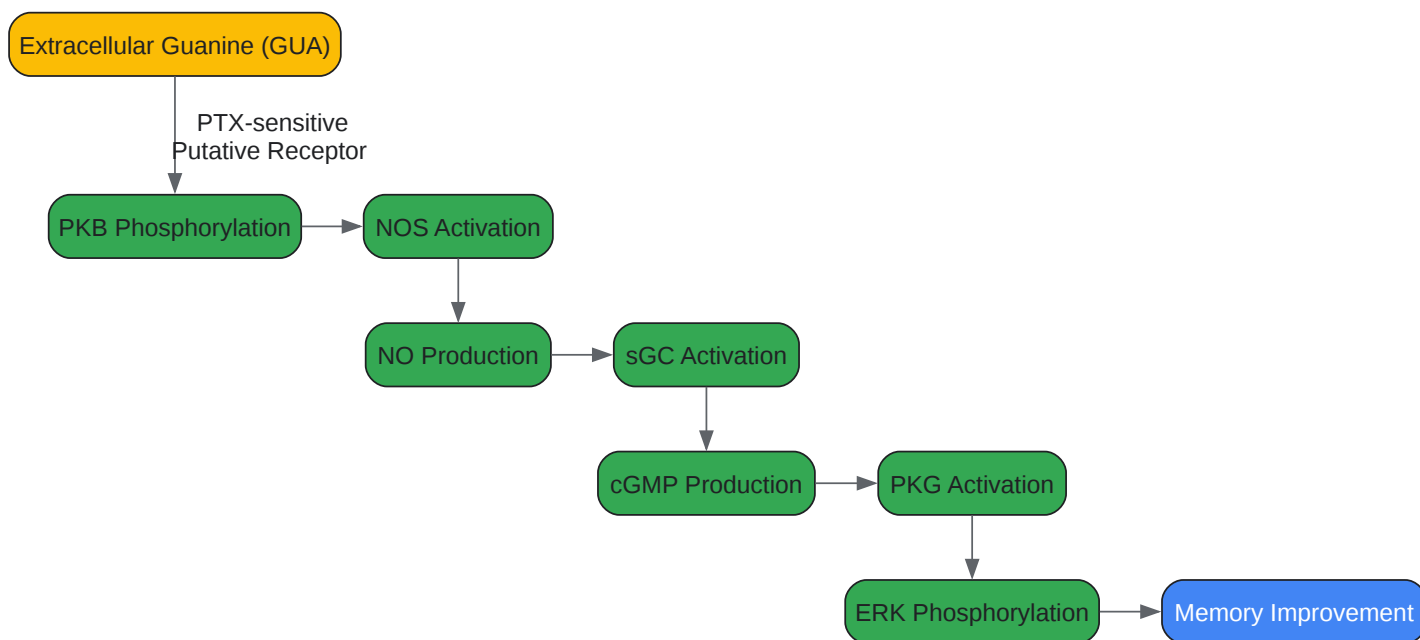 Extracellular Guanine (GUA)
PTX-sensitive
Putative Receptor
PKB Phosphorylation
NOS Activation
NO Production
sGC Activation
cGMP Production
PKG Activation
ERK Phosphorylation
Memory Improvement